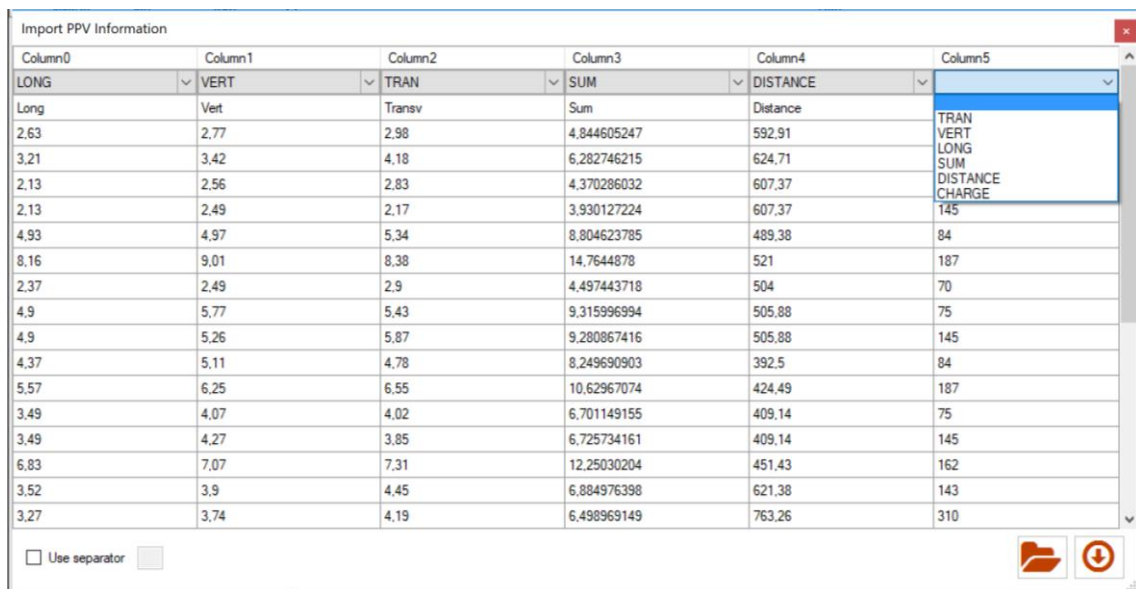 Import PPV Information
Column0 Column1 Column2 Column3 Column4 Column5
LONG VERT TRAN SUM DISTANCE
Long Vert Transv Sum Distance
TRAN
VERT
LONG
SUM
DISTANCE
CHARGE
2,63 2,77 2,98 4,844605247 592,91
3,21 3,42 4,18 6,282746215 624,71
2,13 2,56 2,83 4,370286032 607,37
2,13 2,49 2,17 3,930127224 607,37 145
4,93 4,97 5,34 8,804623785 489,38 84
8,16 9,01 8,38 14,7644878 521 187
2,37 2,49 2,9 4,497443718 504 70
4,9 5,77 5,43 9,315996994 505,88 75
4,9 5,26 5,87 9,280867416 505,88 145
4,37 5,11 4,78 8,249690903 392,5 84
5,57 6,25 6,55 10,62967074 424,49 187
3,49 4,07 4,02 6,701149155 409,14 75
3,49 4,27 3,85 6,725734161 409,14 145
6,83 7,07 7,31 12,25030204 451,43 162
3,52 3,9 4,45 6,884976398 621,38 143
3,27 3,74 4,19 6,498969149 763,26 310
Use separator